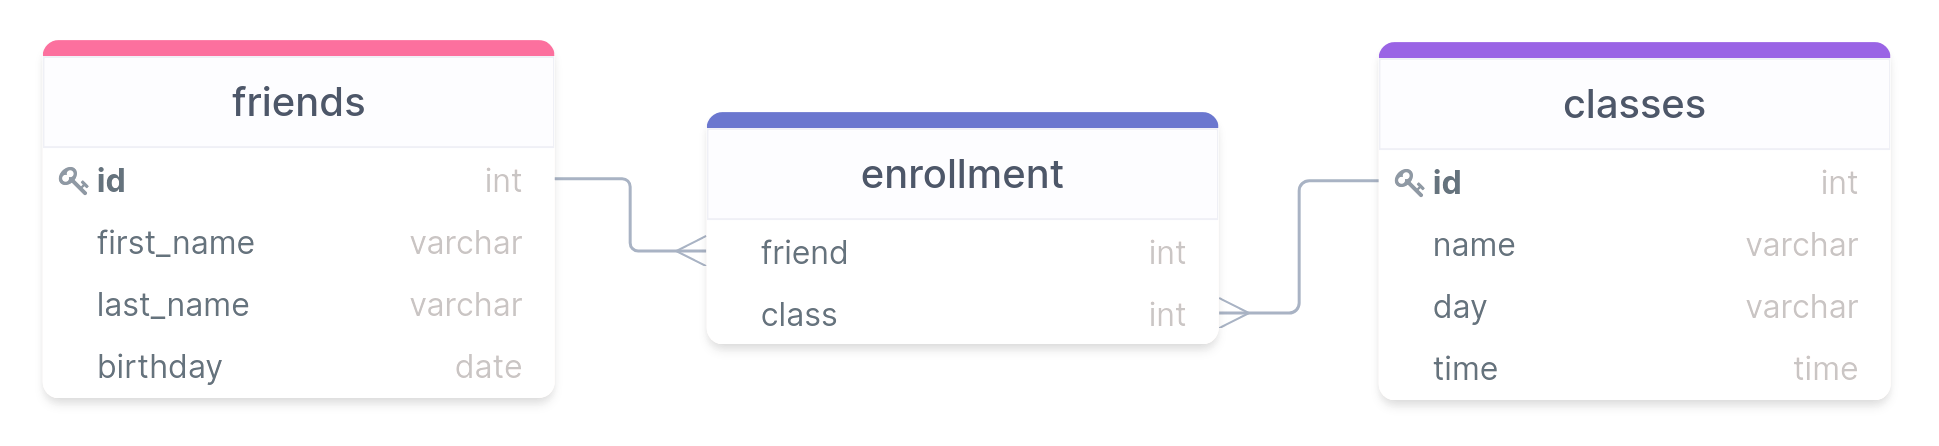 friends
id int
first_name varchar
last_name varchar
birthday date
enrollment
friend int
class int
classes
id int
name varchar
day varchar
time time